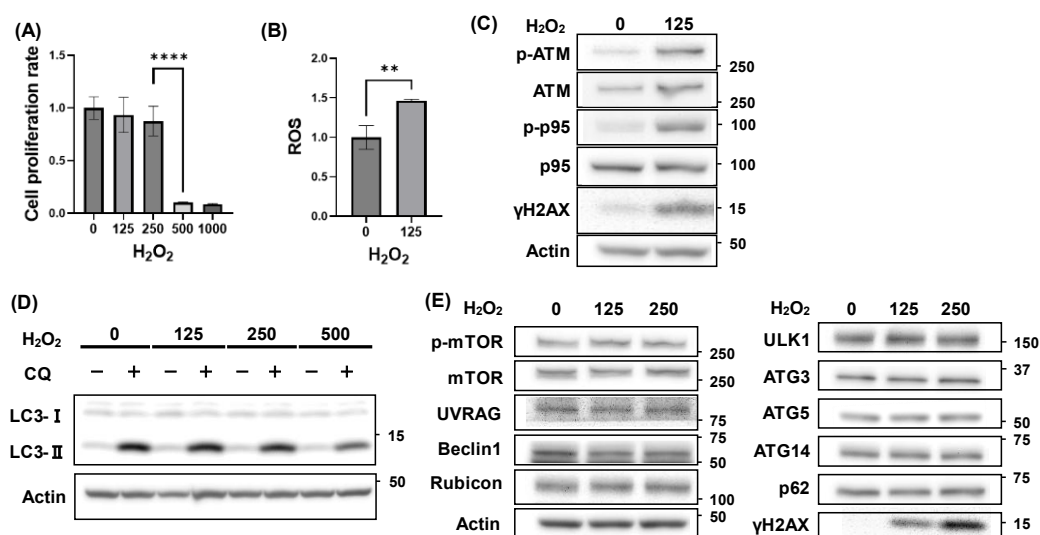 (A)
Cell proliferation rate
1.5
1.0
0.5
0.0
****
0 125 250 500 1000
H₂O₂
(B)
ROS
2.0
1.5
1.0
0.5
0.0
**
0 125
H₂O₂
(C)
H₂O₂ 0 125
p-ATM 250
ATM 250
p-p95 100
p95 100
γH2AX 15
Actin 50
(D)
H₂O₂ 0 125 250 500
CQ − + − + − + − +
LC3-Ⅰ
LC3-Ⅱ 15
Actin 50
(E)
H₂O₂ 0 125 250
p-mTOR 250
mTOR 250
UVRAG 75
Beclin1 75 50
Rubicon 100
Actin 50
H₂O₂ 0 125 250
ULK1 150
ATG3 37
ATG5 50
ATG14 75
p62 75
γH2AX 15